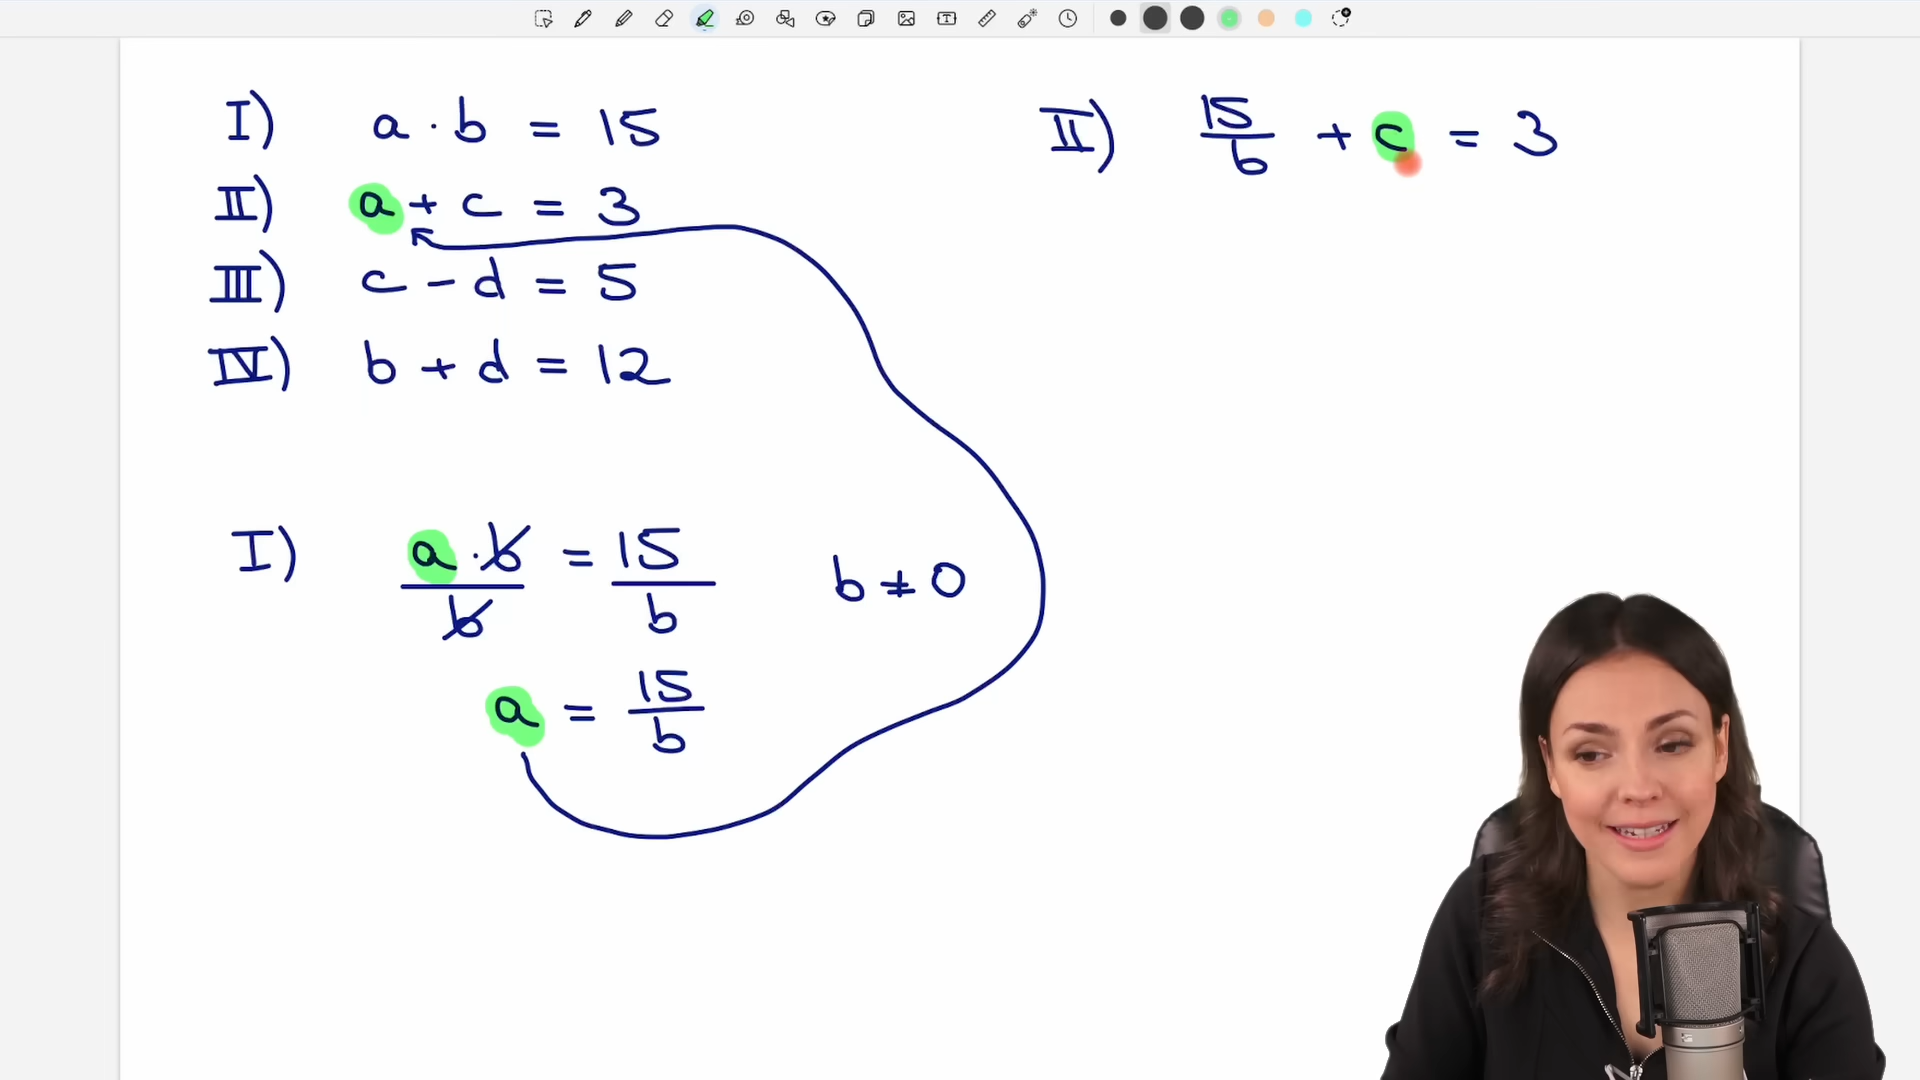 I) a · b = 15
II) a + c = 3
III) c - d = 5
IV) b + d = 12
I) a · b / b = 15 / b b ≠ 0
a = 15 / b
II) 15 / b + c = 3